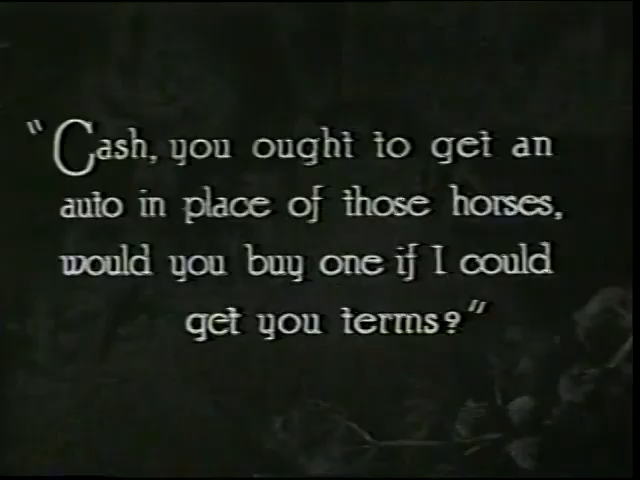 "Cash, you ought to get an
auto in place of those horses,
would you buy one if I could
get you terms?"